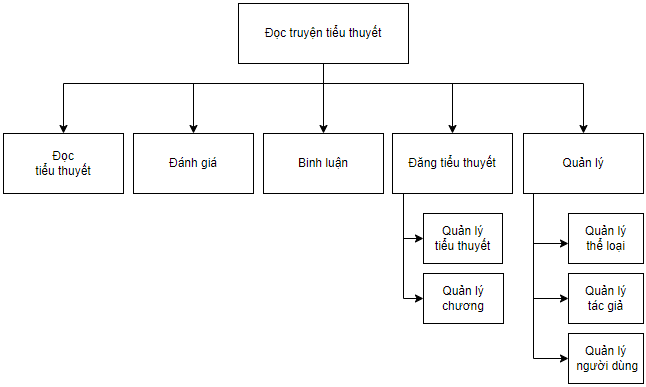 Đọc truyện tiểu thuyết
Đọc
tiểu thuyết
Đánh giá
Bình luận
Đăng tiểu thuyết
Quản lý
Quản lý
tiểu thuyết
Quản lý
chương
Quản lý
thể loại
Quản lý
tác giả
Quản lý
người dùng